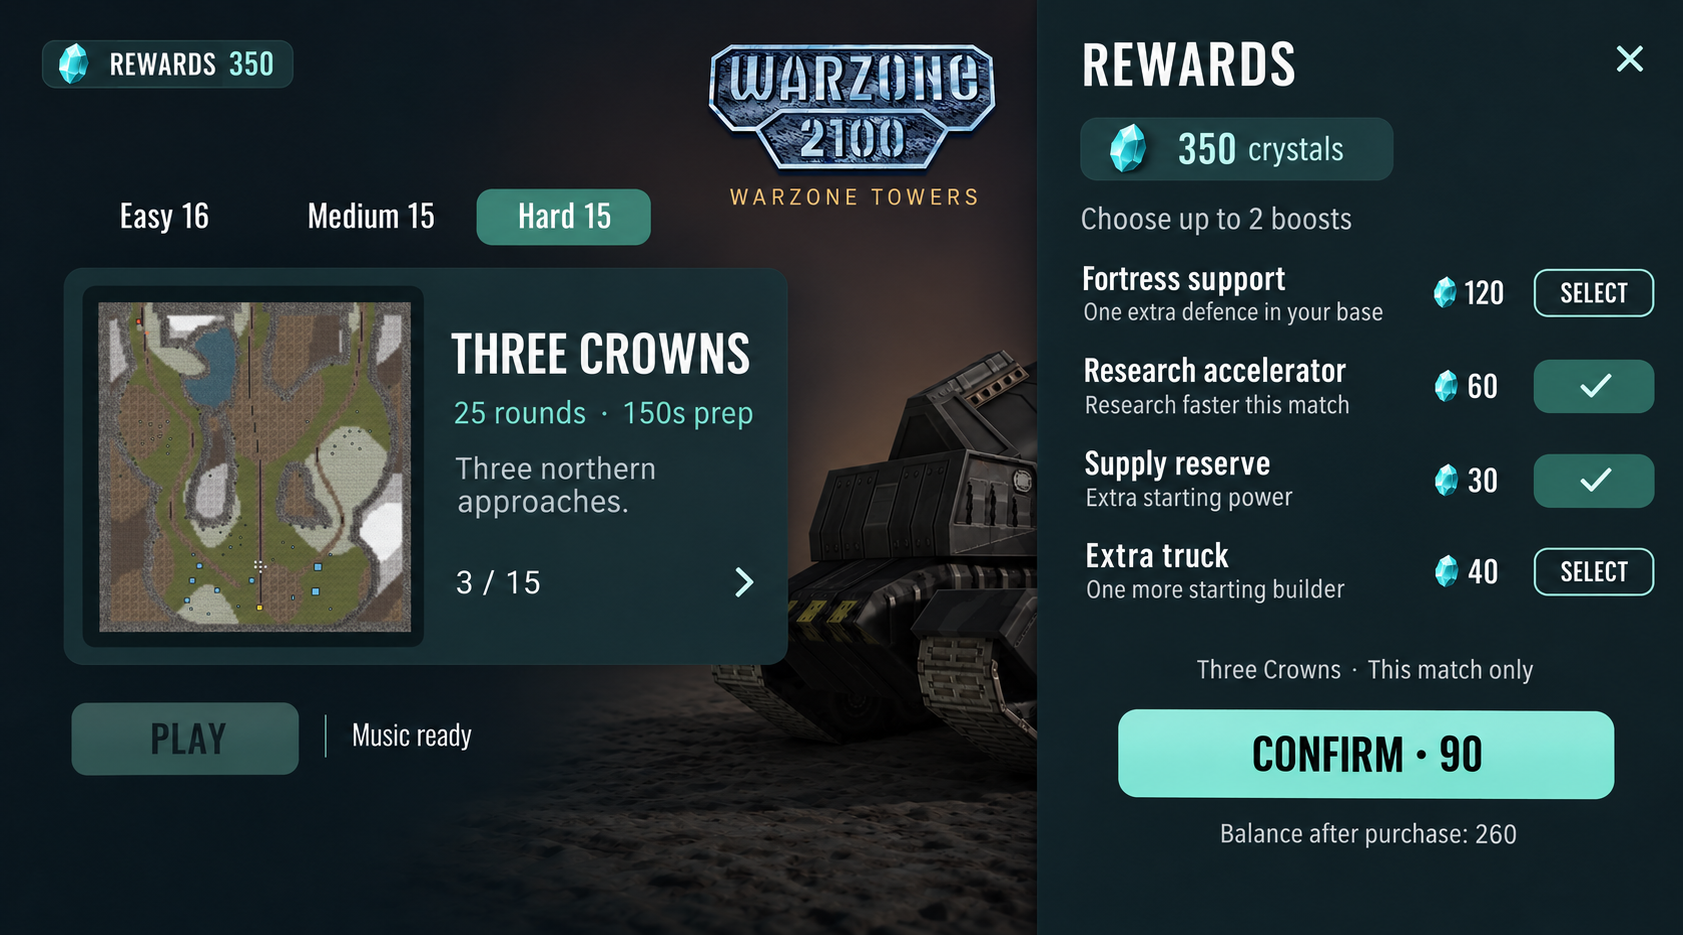 REWARDS 350
WARZONE
2100
WARZONE TOWERS
Easy 16
Medium 15
Hard 15
THREE CROWNS
25 rounds · 150s prep
Three northern
approaches.
3 / 15
PLAY
Music ready
REWARDS
350 crystals
Choose up to 2 boosts
Fortress support
One extra defence in your base
120
SELECT
Research accelerator
Research faster this match
60
Supply reserve
Extra starting power
30
Extra truck
One more starting builder
40
SELECT
Three Crowns · This match only
CONFIRM · 90
Balance after purchase: 260